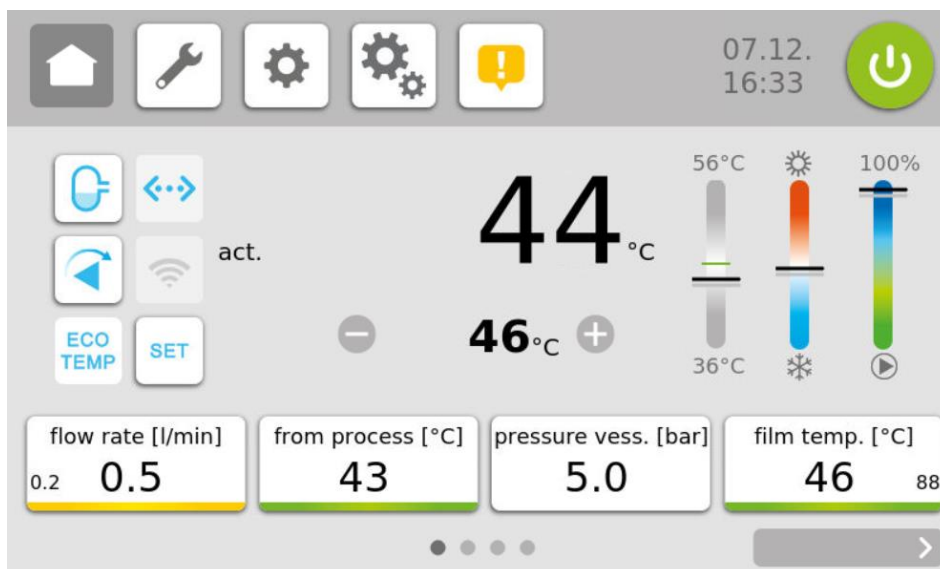 07.12.
16:33
56°C
100%
act.
44 °C
ECO
TEMP
SET
46 °C
36°C
flow rate [l/min]
0.2 0.5
from process [°C]
43
pressure vess. [bar]
5.0
film temp. [°C]
46 88